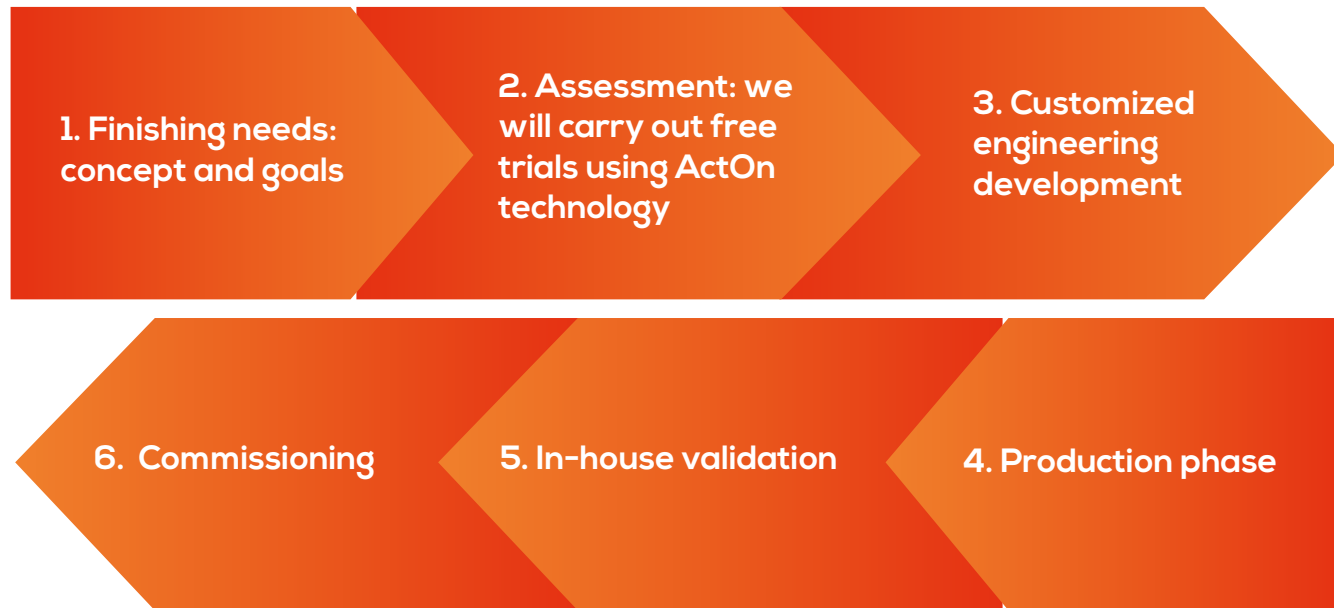 1. Finishing needs:
concept and goals
2. Assessment: we
will carry out free
trials using ActOn
technology
3. Customized
engineering
development
4. Production phase
5. In-house validation
6. Commissioning